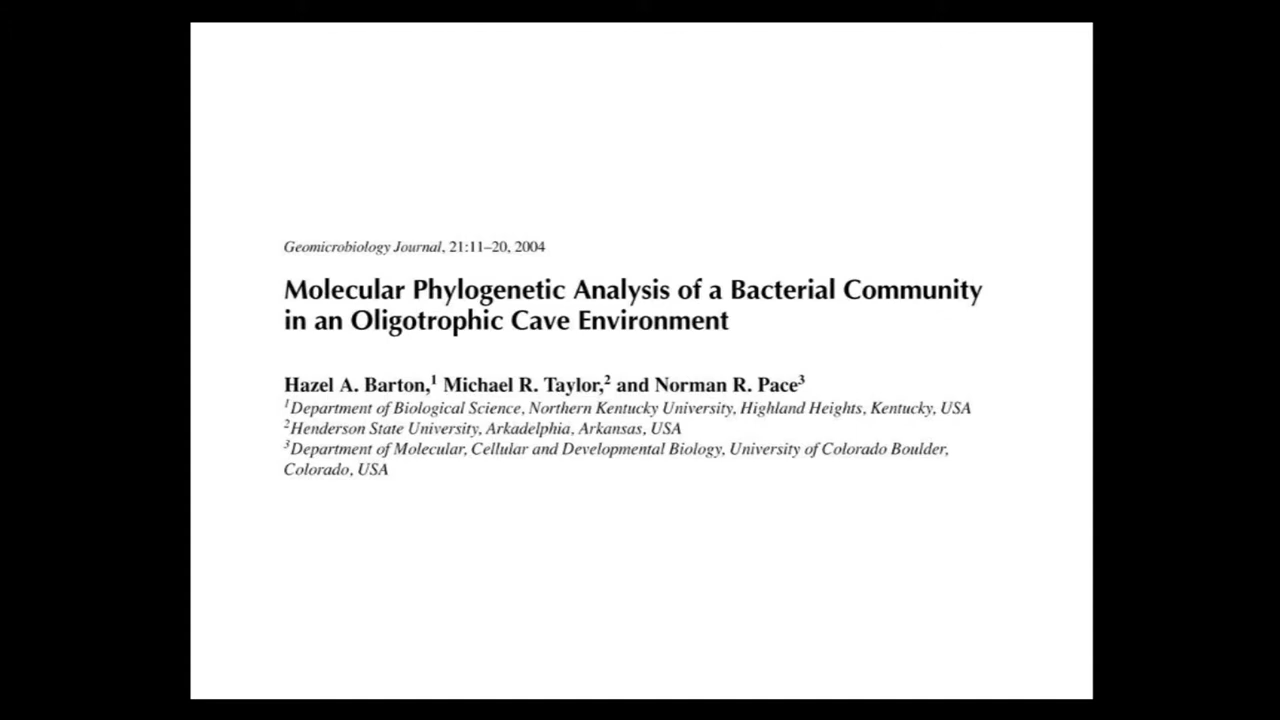 Geomicrobiology Journal, 21:11–20, 2004
Molecular Phylogenetic Analysis of a Bacterial Community
in an Oligotrophic Cave Environment
Hazel A. Barton,¹ Michael R. Taylor,² and Norman R. Pace³
¹Department of Biological Science, Northern Kentucky University, Highland Heights, Kentucky, USA
²Henderson State University, Arkadelphia, Arkansas, USA
³Department of Molecular, Cellular and Developmental Biology, University of Colorado Boulder,
Colorado, USA